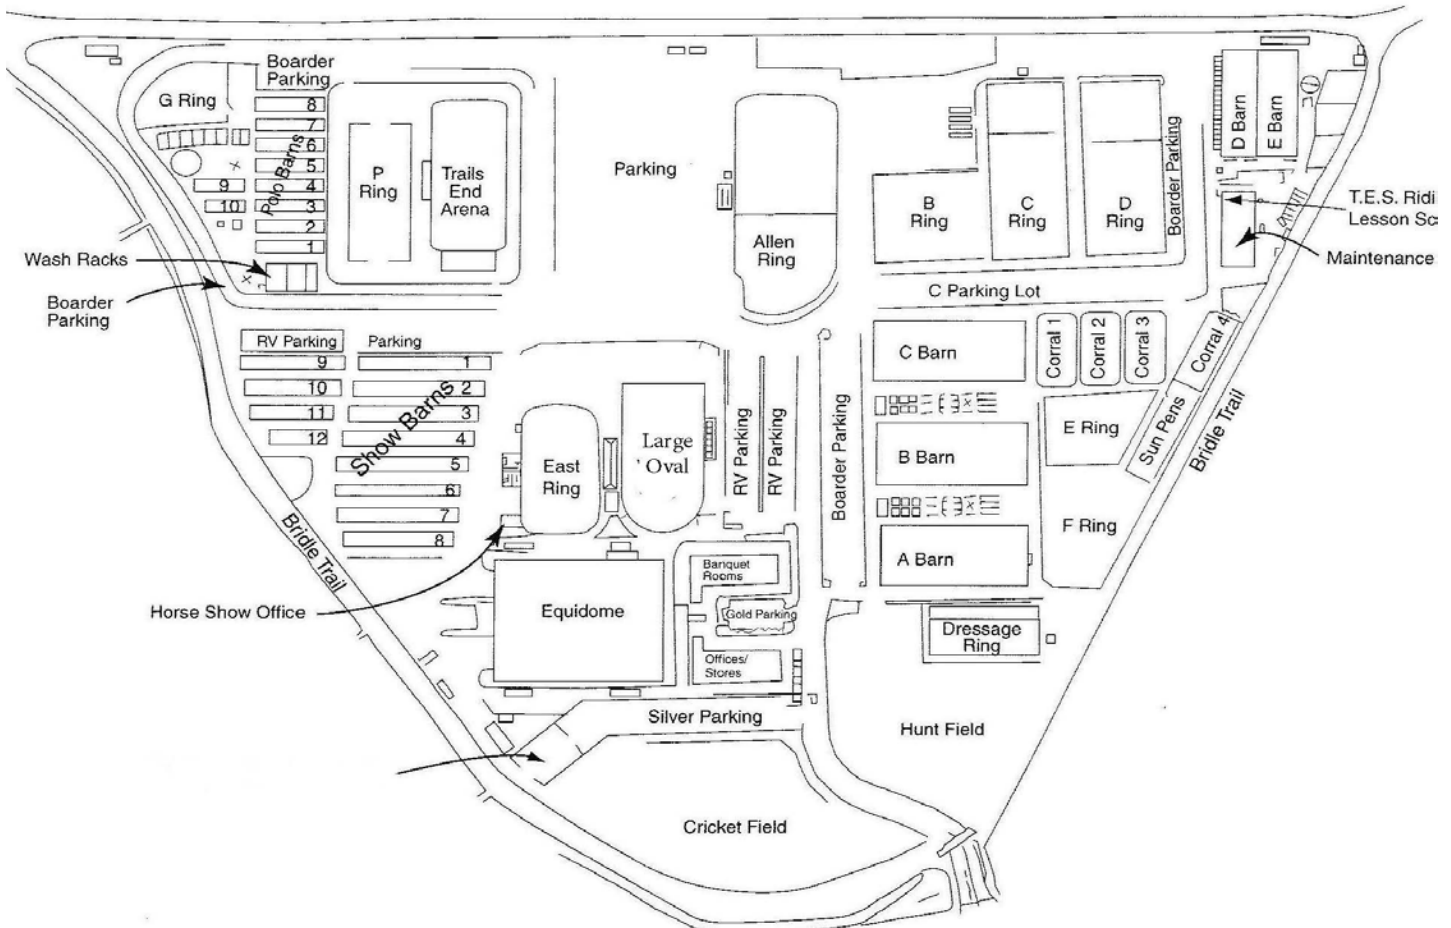 Boarder
Parking
G Ring
8
7
6
5
4
3
2
1
9
10
Polo Barns
P
Ring
Trails
End
Arena
Parking
Allen
Ring
B
Ring
C
Ring
D
Ring
Boarder Parking
D Barn
E Barn
T.E.S. Ridi
Lesson Sc
Maintenance
Wash Racks
Boarder
Parking
C Parking Lot
RV Parking
Parking
9
10
11
12
1
2
3
4
5
6
7
8
Show Barns
East
Ring
Large
Oval
RV Parking
RV Parking
Boarder Parking
C Barn
B Barn
A Barn
Corral 1
Corral 2
Corral 3
Corral 4
E Ring
Sun Pens
Bridle Trail
F Ring
Bridle Trail
Horse Show Office
Equidome
Banquet
Rooms
Gold Parking
Offices/
Stores
Dressage
Ring
Silver Parking
Hunt Field
Cricket Field